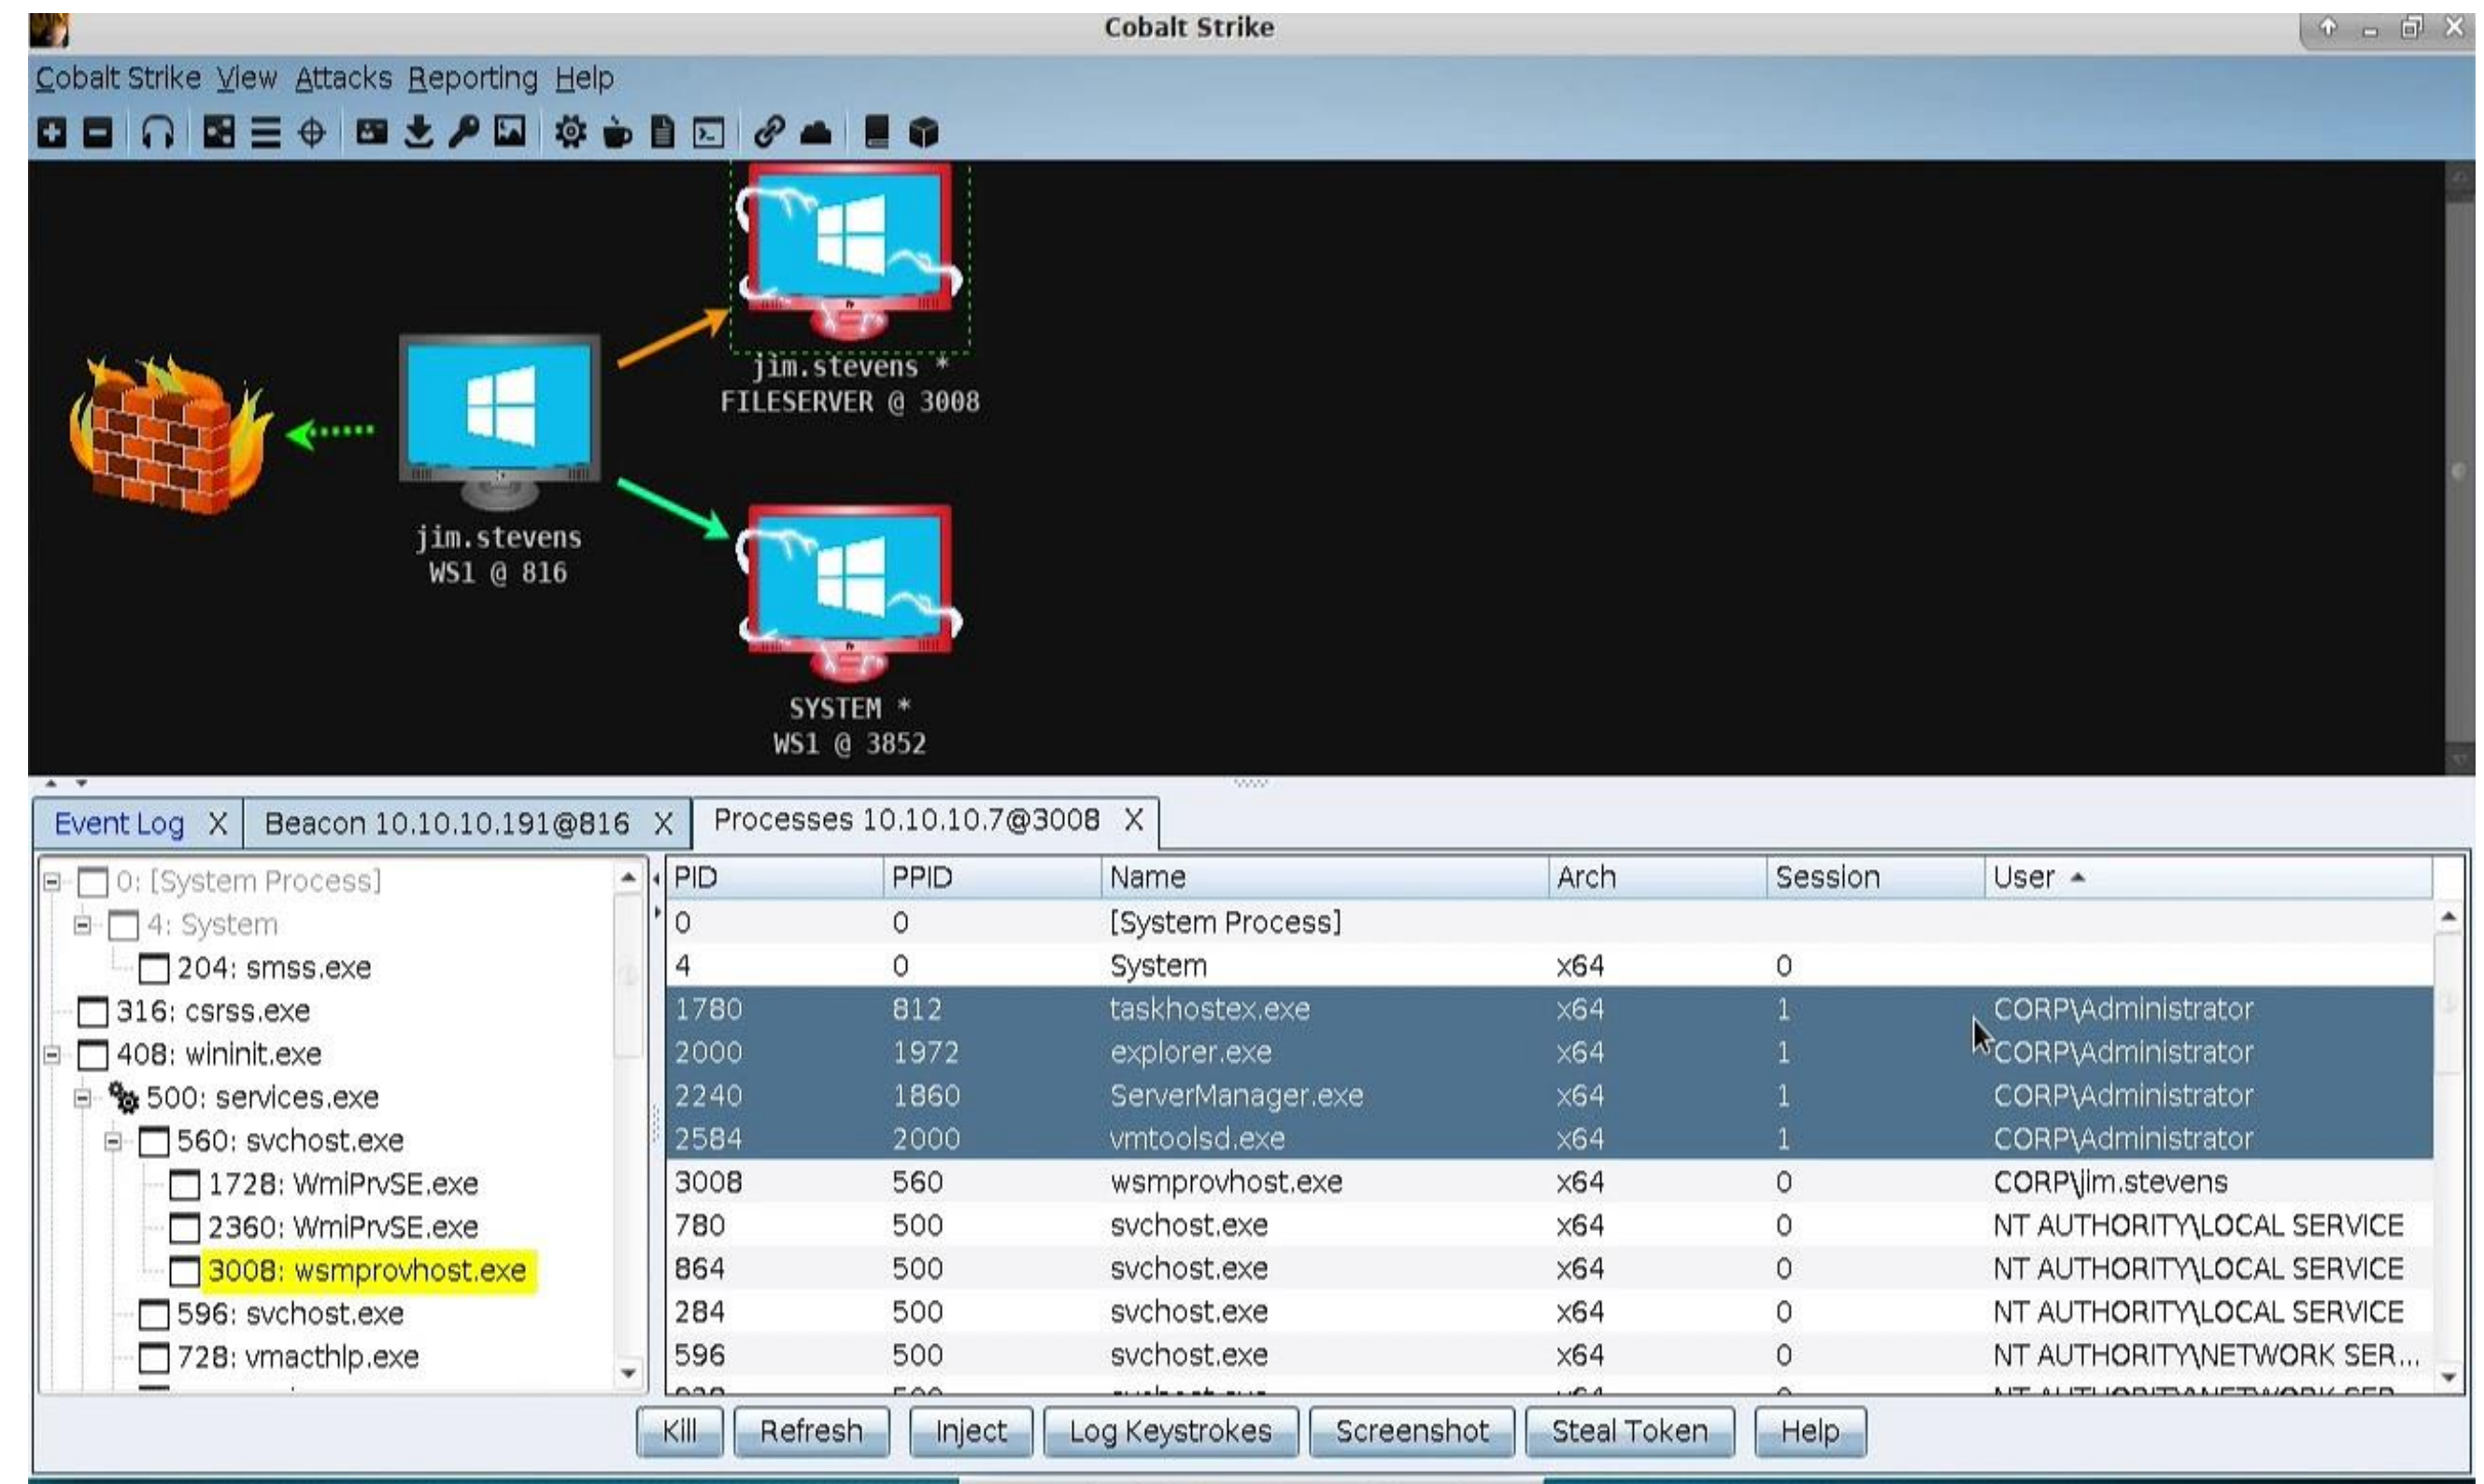 Cobalt Strike
Cobalt Strike View Attacks Reporting Help
jim.stevens *
FILESERVER @ 3008
jim.stevens
WS1 @ 816
SYSTEM *
WS1 @ 3852
Event Log X Beacon 10.10.10.191@816 X Processes 10.10.10.7@3008 X
0: [System Process]
4: System
204: smss.exe
316: csrss.exe
408: wininit.exe
500: services.exe
560: svchost.exe
1728: WmiPrvSE.exe
2360: WmiPrvSE.exe
3008: wsmprovhost.exe
596: svchost.exe
728: vmacthlp.exe
PID PPID Name Arch Session User
0 0 [System Process]
4 0 System x64 0
1780 812 taskhostex.exe x64 1 CORP\Administrator
2000 1972 explorer.exe x64 1 CORP\Administrator
2240 1860 ServerManager.exe x64 1 CORP\Administrator
2584 2000 vmtoolsd.exe x64 1 CORP\Administrator
3008 560 wsmprovhost.exe x64 0 CORP\jim.stevens
780 500 svchost.exe x64 0 NT AUTHORITY\LOCAL SERVICE
864 500 svchost.exe x64 0 NT AUTHORITY\LOCAL SERVICE
284 500 svchost.exe x64 0 NT AUTHORITY\LOCAL SERVICE
596 500 svchost.exe x64 0 NT AUTHORITY\NETWORK SER...
Kill Refresh Inject Log Keystrokes Screenshot Steal Token Help